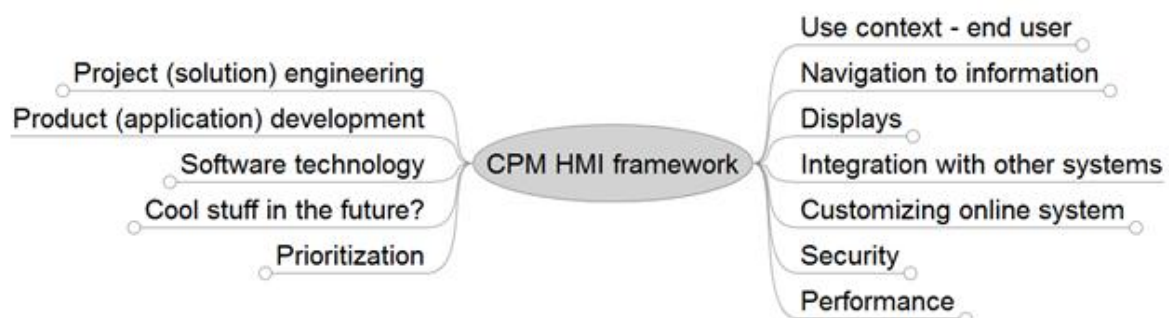 Project (solution) engineering
Product (application) development
Software technology
Cool stuff in the future?
Prioritization
CPM HMI framework
Use context - end user
Navigation to information
Displays
Integration with other systems
Customizing online system
Security
Performance